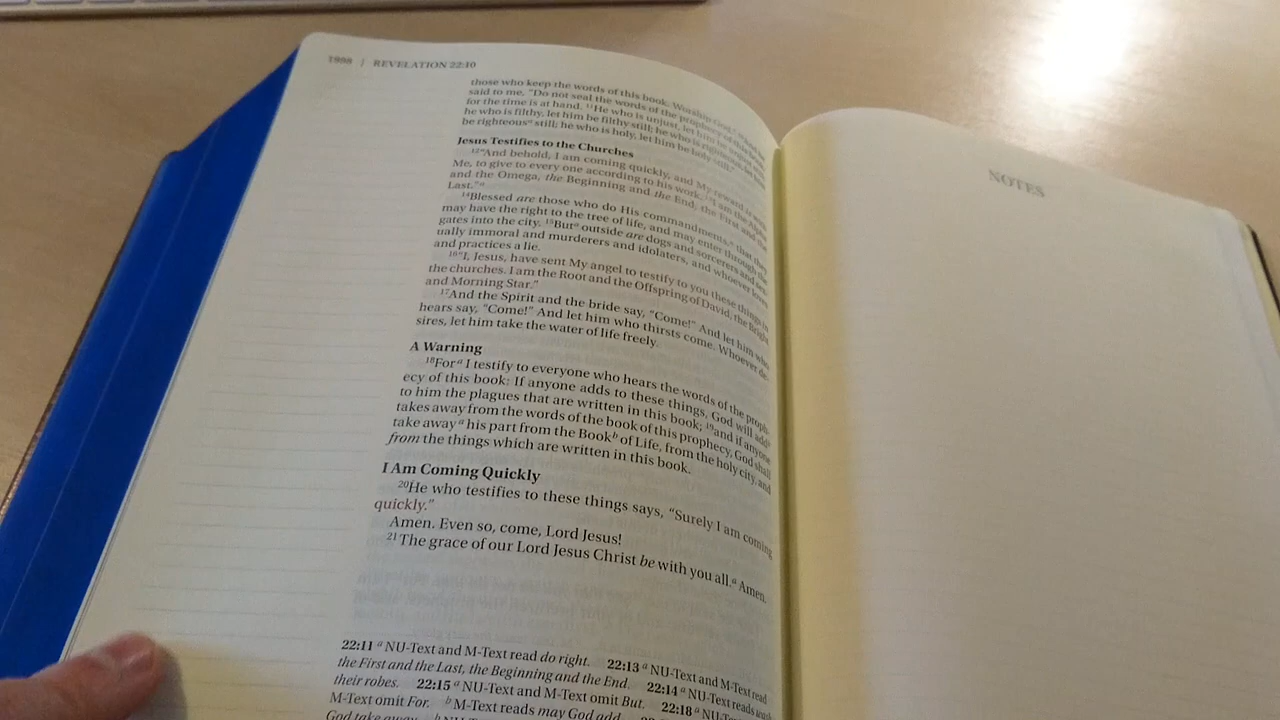 1998 | REVELATION 22:10
those who keep the words of this book. Worship God."
said to me, "Do not seal the words of the prophecy of this book,
for the time is at hand. 11He who is unjust, let him be unjust still;
he who is filthy, let him be filthy still; he who is righteous, let him
be righteousa still; he who is holy, let him be holy still."
Jesus Testifies to the Churches
12"And behold, I am coming quickly, and My reward is with
Me, to give to every one according to his work. 13I am the Alpha
and the Omega, the Beginning and the End, the First and the
Last."a
14Blessed are those who do His commandments,a that they
may have the right to the tree of life, and may enter through the
gates into the city. 15Buta outside are dogs and sorcerers and sex-
ually immoral and murderers and idolaters, and whoever loves
and practices a lie.
16"I, Jesus, have sent My angel to testify to you these things in
the churches. I am the Root and the Offspring of David, the Bright
and Morning Star."
17And the Spirit and the bride say, "Come!" And let him who
hears say, "Come!" And let him who thirsts come. Whoever de-
sires, let him take the water of life freely.
A Warning
18Fora I testify to everyone who hears the words of the proph-
ecy of this book: If anyone adds to these things, God will addb
to him the plagues that are written in this book; 19and if anyone
takes away from the words of the book of this prophecy, God shall
take awaya his part from the Bookb of Life, from the holy city, and
from the things which are written in this book.
I Am Coming Quickly
20He who testifies to these things says, "Surely I am coming
quickly."
Amen. Even so, come, Lord Jesus!
21The grace of our Lord Jesus Christ be with you all.a Amen.
22:11 a NU-Text and M-Text read do right. 22:13 a NU-Text and M-Text read
the First and the Last, the Beginning and the End. 22:14 a NU-Text reads wash
their robes. 22:15 a NU-Text and M-Text omit But. 22:18 a NU-Text and
M-Text omit For. b M-Text reads may God add.
God take away. b NU
NOTES